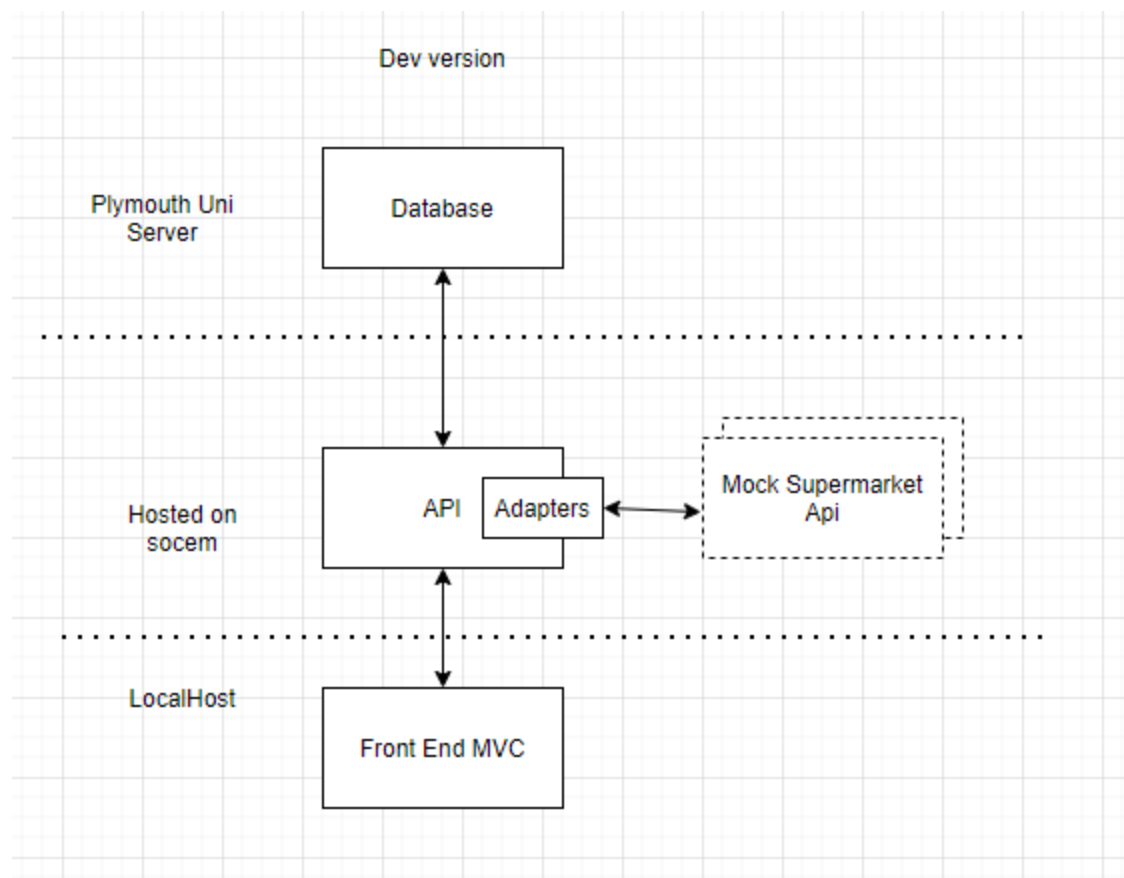 Dev version
Plymouth Uni
Server
Database
Hosted on
socem
API
Adapters
Mock Supermarket
Api
LocalHost
Front End MVC